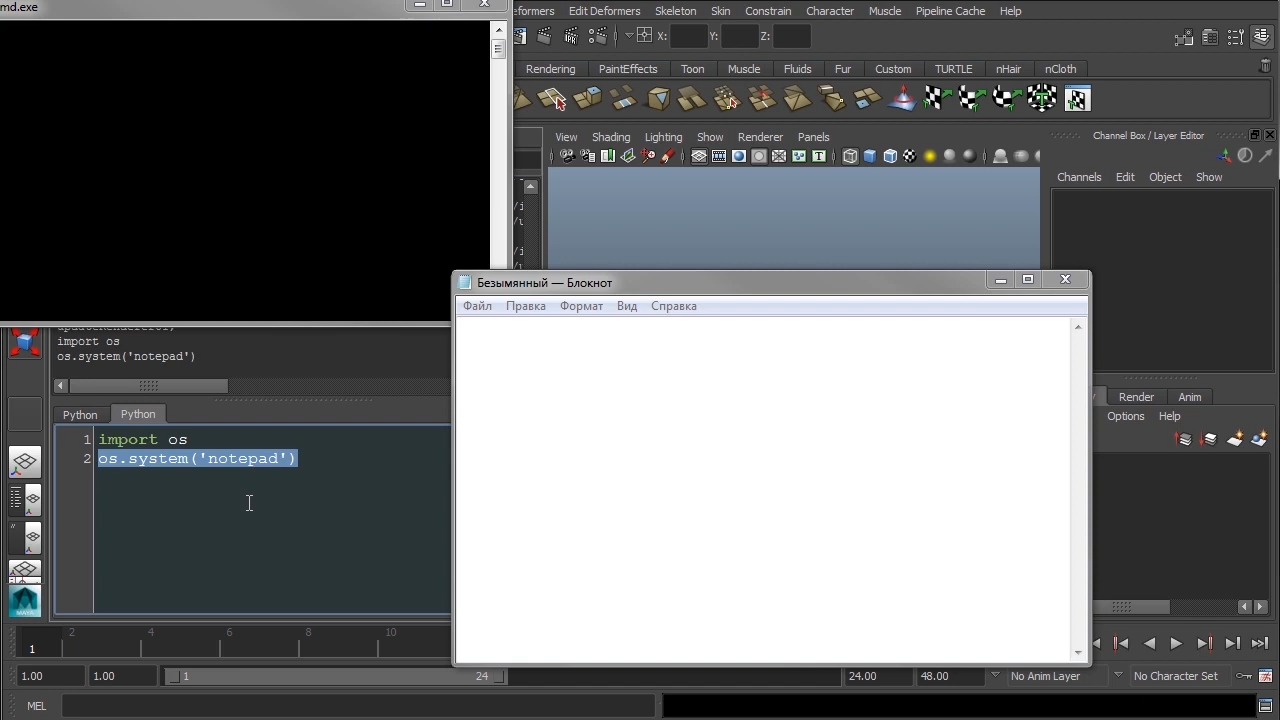 md.exe
eformers Edit Deformers Skeleton Skin Constrain Character Muscle Pipeline Cache Help
X: Y: Z:
Rendering PaintEffects Toon Muscle Fluids Fur Custom TURTLE nHair nCloth
View Shading Lighting Show Renderer Panels
Channel Box / Layer Editor
Channels Edit Object Show
Безымянный — Блокнот
Файл Правка Формат Вид Справка
import os
os.system('notepad')
Python Python
1 import os
2 os.system('notepad')
Render Anim
Options Help
MAYA
1 2 4 6 8 10
1.00 1.00 1 24 24.00 48.00 No Anim Layer No Character Set
MEL